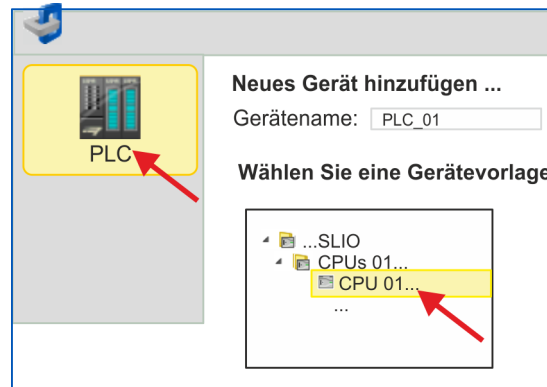 PLC
Neues Gerät hinzufügen ...
Gerätename: PLC_01
Wählen Sie eine Gerätevorlage
...SLIO
CPUs 01...
CPU 01...
...